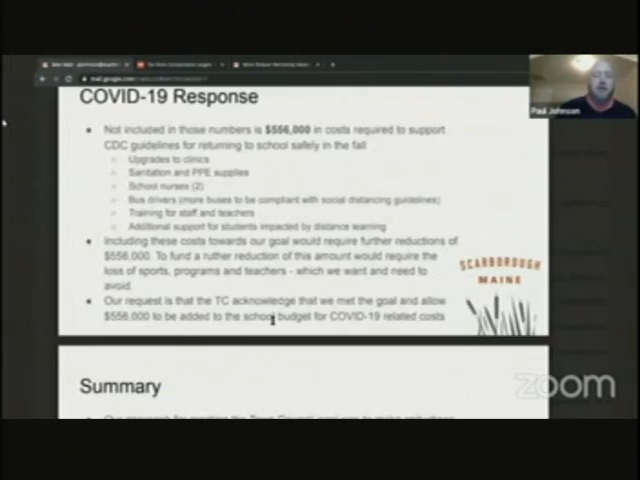 COVID-19 Response
Paul Johnson
Not included in those numbers is $556,000 in costs required to support
CDC guidelines for returning to school safely in the fall
Upgrades to clinics
Sanitation and PPE supplies
School nurses (2)
Bus drivers (more buses to be compliant with social distancing guidelines)
Training for staff and teachers
Additional support for students impacted by distance learning
Including these costs towards our goal would require further reductions of
$556,000. To fund a ruther reduction of this amount would require the
loss of sports, programs and teachers - which we want and need to
avoid.
SCARBOROUGH
MAINE
Our request is that the TC acknowledge that we met the goal and allow
$556,000 to be added to the school budget for COVID-19 related costs
Summary
zoom